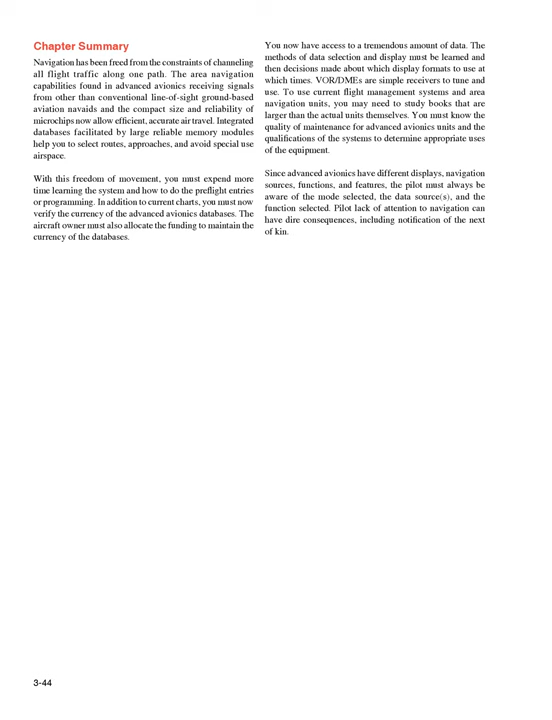 Chapter Summary
Navigation has been freed from the constraints of channeling
all flight traffic along one path. The area navigation
capabilities found in advanced avionics receiving signals
from other than conventional line-of-sight ground-based
aviation navaids and the compact size and reliability of
microchips now allow efficient, accurate air travel. Integrated
databases facilitated by large reliable memory modules
help you to select routes, approaches, and avoid special use
airspace.
With this freedom of movement, you must expend more
time learning the system and how to do the preflight entries
or programming. In addition to current charts, you must now
verify the currency of the advanced avionics databases. The
aircraft owner must also allocate the funding to maintain the
currency of the databases.
You now have access to a tremendous amount of data. The
methods of data selection and display must be learned and
then decisions made about which display formats to use at
which times. VOR/DMEs are simple receivers to tune and
use. To use current flight management systems and area
navigation units, you may need to study books that are
larger than the actual units themselves. You must know the
quality of maintenance for advanced avionics units and the
qualifications of the systems to determine appropriate uses
of the equipment.
Since advanced avionics have different displays, navigation
sources, functions, and features, the pilot must always be
aware of the mode selected, the data source(s), and the
function selected. Pilot lack of attention to navigation can
have dire consequences, including notification of the next
of kin.
3-44